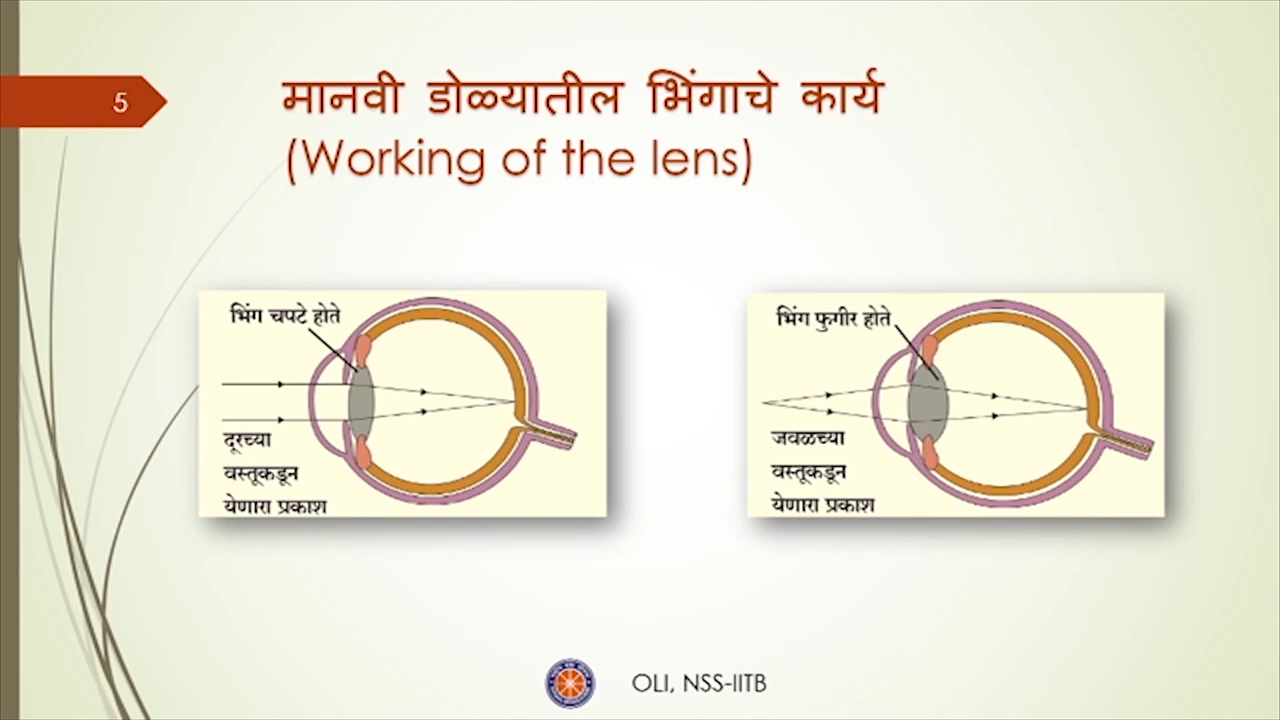 5
मानवी डोळ्यातील भिंगाचे कार्य
(Working of the lens)
भिंग चपटे होते
दूरच्या
वस्तूकडून
येणारा प्रकाश
भिंग फुगीर होते
जवळच्या
वस्तूकडून
येणारा प्रकाश
OLI, NSS-IITB